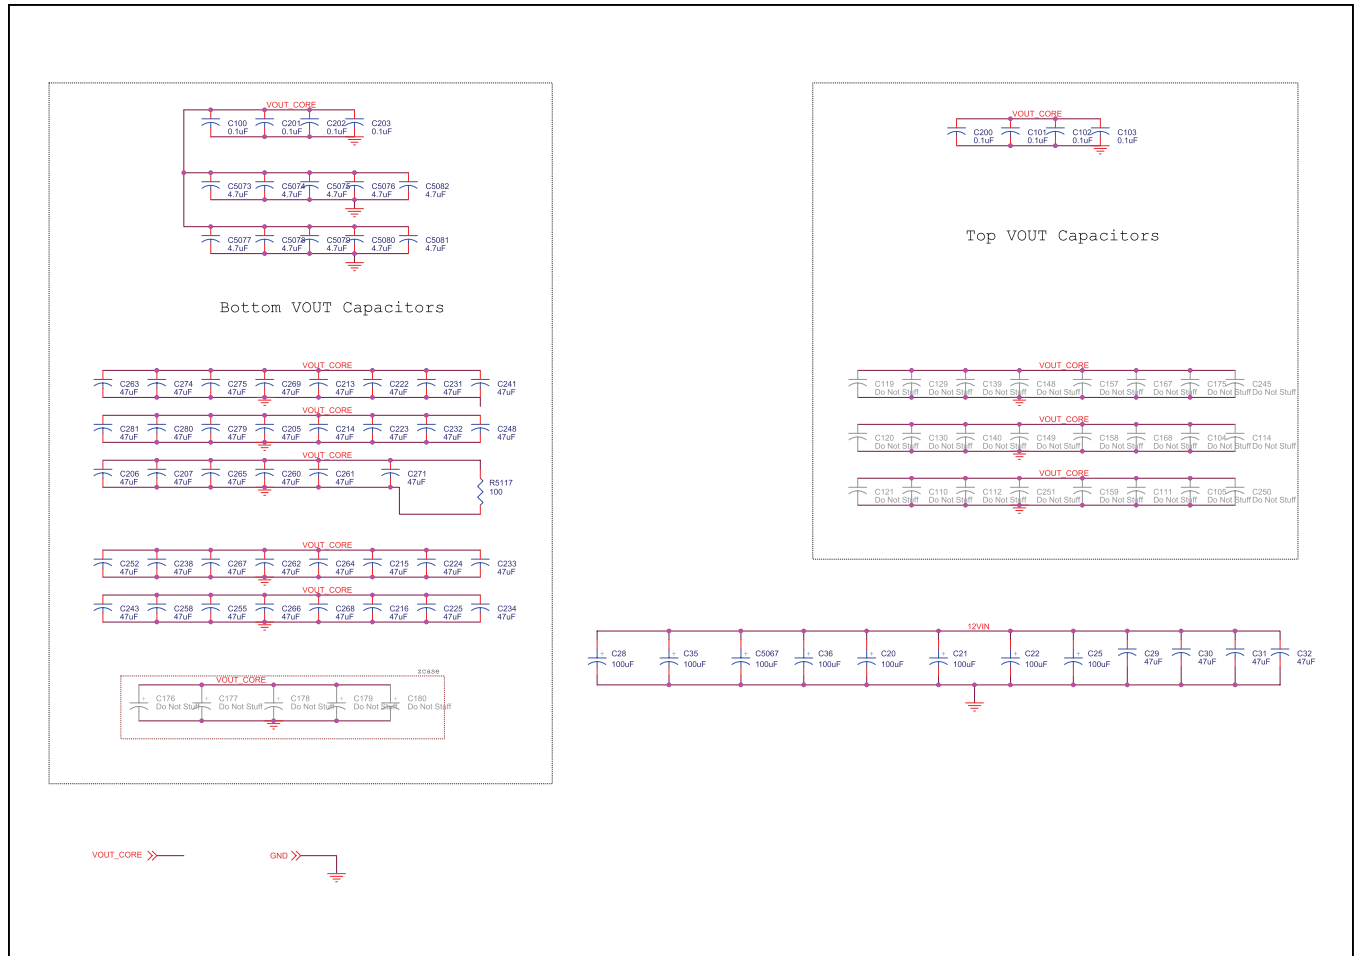 VOUT_CORE
C100 C201 C202 C203
0.1uF 0.1uF 0.1uF 0.1uF
C5073 C5074 C5075 C5076 C5082
4.7uF 4.7uF 4.7uF 4.7uF 4.7uF
C5077 C5078 C5079 C5080 C5081
4.7uF 4.7uF 4.7uF 4.7uF 4.7uF
Bottom VOUT Capacitors
VOUT_CORE
C263 C274 C275 C269 C213 C222 C231 C241
47uF 47uF 47uF 47uF 47uF 47uF 47uF 47uF
VOUT_CORE
C281 C280 C279 C205 C214 C223 C232 C248
47uF 47uF 47uF 47uF 47uF 47uF 47uF 47uF
VOUT_CORE
C206 C207 C265 C260 C261 C271
47uF 47uF 47uF 47uF 47uF 47uF
R5117
100
VOUT_CORE
C252 C238 C267 C262 C264 C215 C224 C233
47uF 47uF 47uF 47uF 47uF 47uF 47uF 47uF
VOUT_CORE
C243 C258 C255 C266 C268 C216 C225 C234
47uF 47uF 47uF 47uF 47uF 47uF 47uF 47uF
zcase
VOUT_CORE
C176 C177 C178 C179 C180
Do Not Stuff Do Not Stuff Do Not Stuff Do Not Stuff Do Not Stuff
VOUT_CORE GND
VOUT_CORE
C200 C101 C102 C103
0.1uF 0.1uF 0.1uF 0.1uF
Top VOUT Capacitors
VOUT_CORE
C119 C129 C139 C148 C157 C167 C175 C245
Do Not Stuff Do Not Stuff Do Not Stuff Do Not Stuff Do Not Stuff Do Not Stuff Do Not Stuff Do Not Stuff
VOUT_CORE
C120 C130 C140 C149 C158 C168 C104 C114
Do Not Stuff Do Not Stuff Do Not Stuff Do Not Stuff Do Not Stuff Do Not Stuff Do Not Stuff Do Not Stuff
VOUT_CORE
C121 C110 C112 C251 C159 C111 C105 C250
Do Not Stuff Do Not Stuff Do Not Stuff Do Not Stuff Do Not Stuff Do Not Stuff Do Not Stuff Do Not Stuff
12VIN
C28 C35 C5067 C36 C20 C21 C22 C25 C29 C30 C31 C32
100uF 100uF 100uF 100uF 100uF 100uF 100uF 100uF 47uF 47uF 47uF 47uF